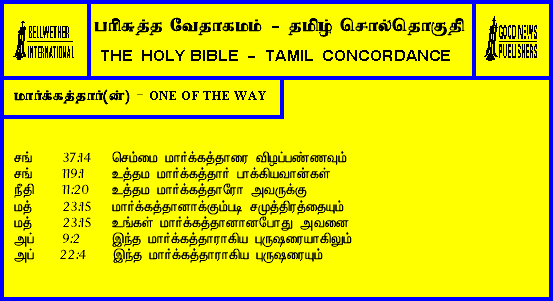 BELLWETHER
INTERNATIONAL
பரிசுத்த வேதாகமம் - தமிழ் சொல்தொகுதி
THE HOLY BIBLE - TAMIL CONCORDANCE
GOOD NEWS
PUBLISHERS
மார்க்கத்தார்(ன்) - ONE OF THE WAY
சங் 37:14 செம்மை மார்க்கத்தாரை விழப்பண்ணவும்
சங் 119:1 உத்தம மார்க்கத்தார் பாக்கியவான்கள்
நீதி 11:20 உத்தம மார்க்கத்தாரோ அவருக்கு
மத் 23:15 மார்க்கத்தானாக்கும்படி சமுத்திரத்தையும்
மத் 23:15 உங்கள் மார்க்கத்தானானபோது அவனை
அப் 9:2 இந்த மார்க்கத்தாராகிய புருஷரையாகிலும்
அப் 22:4 இந்த மார்க்கத்தாராகிய புருஷரையும்